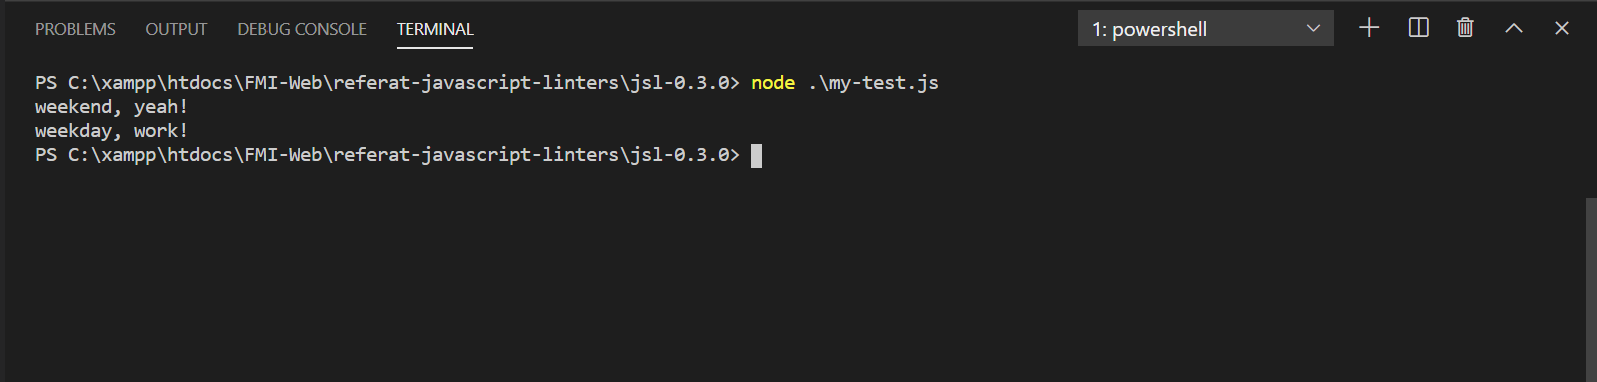 PROBLEMS OUTPUT DEBUG CONSOLE TERMINAL 1: powershell
PS C:\xampp\htdocs\FMI-Web\referat-javascript-linters\jsl-0.3.0> node .\my-test.js
weekend, yeah!
weekday, work!
PS C:\xampp\htdocs\FMI-Web\referat-javascript-linters\jsl-0.3.0>